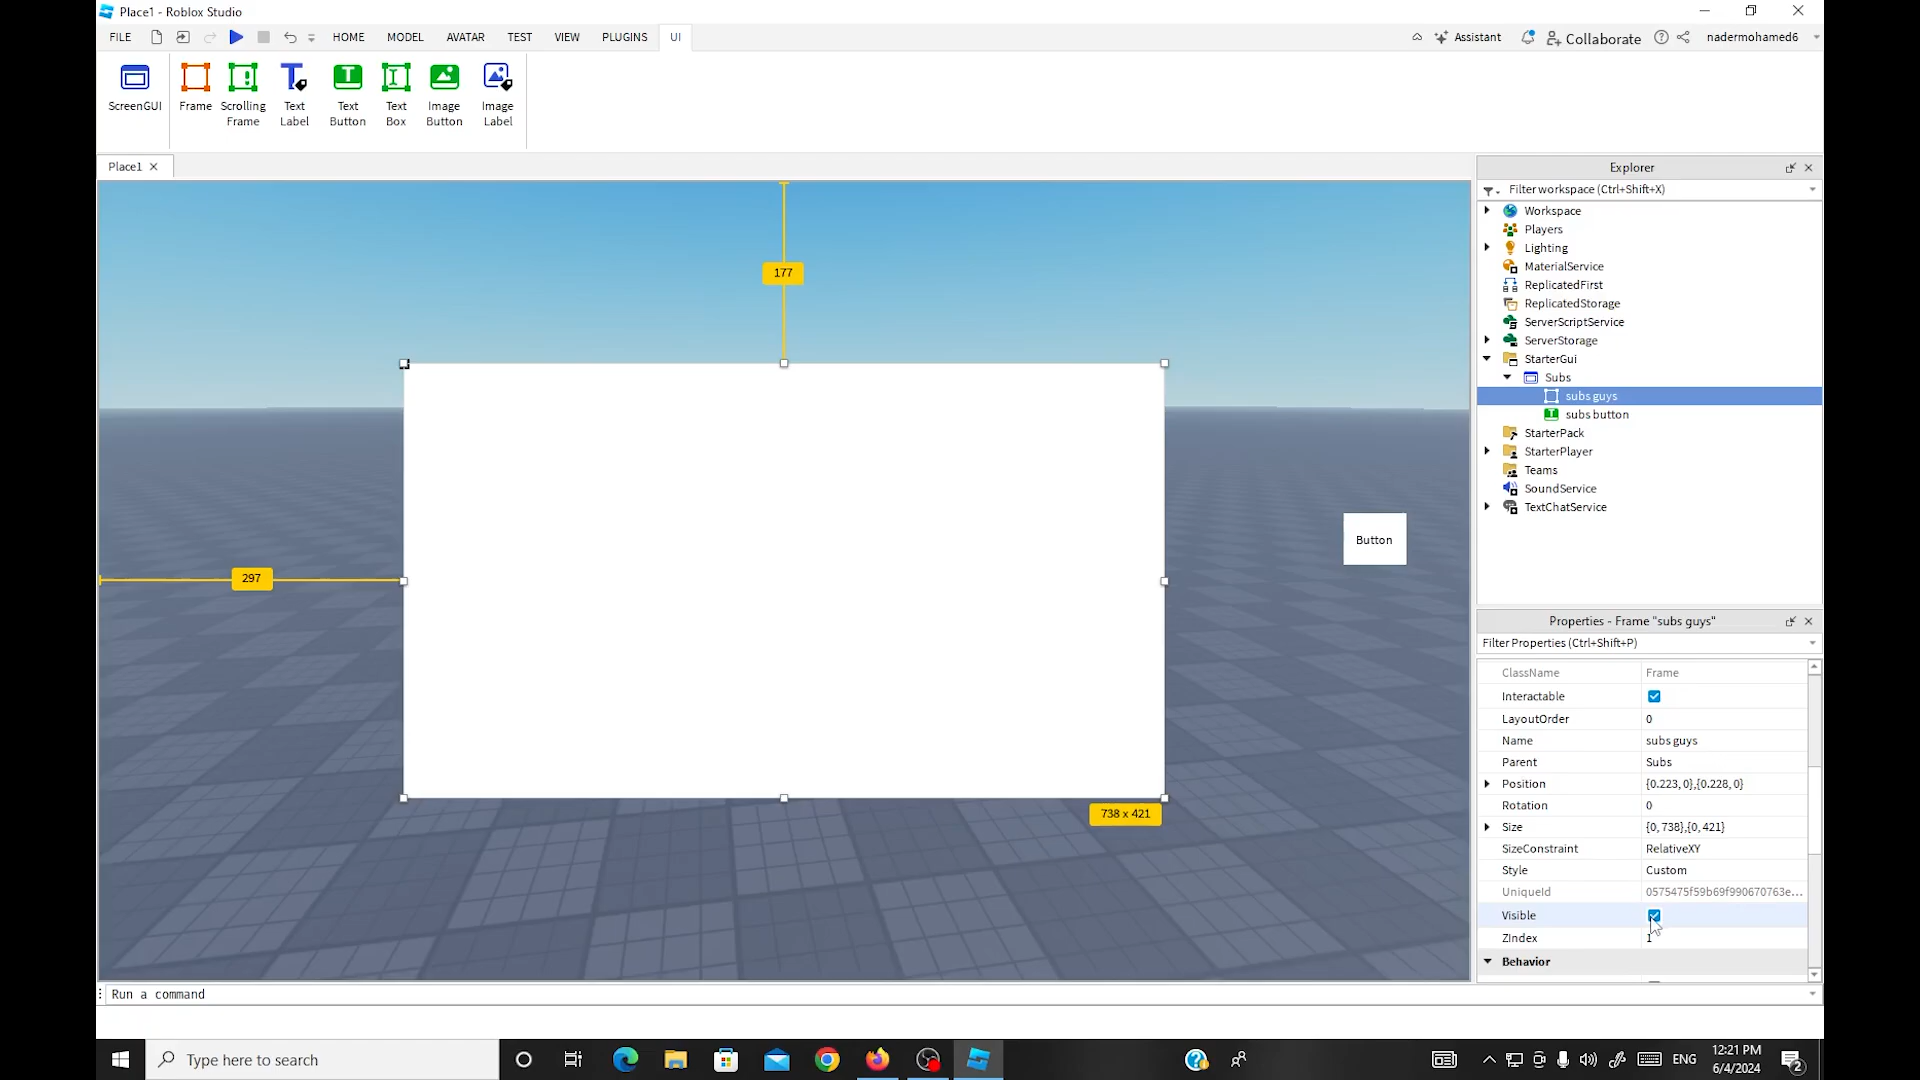 Place1 - Roblox Studio
FILE HOME MODEL AVATAR TEST VIEW PLUGINS UI Assistant Collaborate nadermohamed6
ScreenGUI Frame Scrolling Frame Text Label Text Button Text Box Image Button Image Label
Place1
Explorer
Filter workspace (Ctrl+Shift+X)
Workspace
Players
Lighting
MaterialService
ReplicatedFirst
ReplicatedStorage
ServerScriptService
ServerStorage
StarterGui
Subs
subs guys
subs button
StarterPack
StarterPlayer
Teams
SoundService
TextChatService
177
297
738 x 421
Button
Properties - Frame "subs guys"
Filter Properties (Ctrl+Shift+P)
ClassName Frame
Interactable
LayoutOrder 0
Name subs guys
Parent Subs
Position {0.223, 0},{0.228, 0}
Rotation 0
Size {0, 738},{0, 421}
SizeConstraint RelativeXY
Style Custom
UniqueId 0575475f59b69f990670763e...
Visible
ZIndex 1
Behavior
Run a command
Type here to search
ENG
12:21 PM
6/4/2024
2